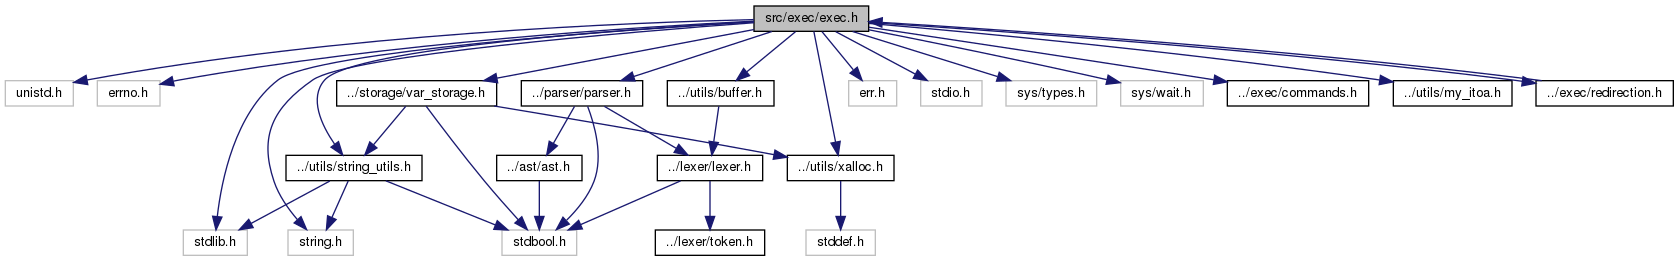 src/exec/exec.h
unistd.h
errno.h
../storage/var_storage.h
../parser/parser.h
../utils/buffer.h
err.h
stdio.h
sys/types.h
sys/wait.h
../exec/commands.h
../utils/my_itoa.h
../exec/redirection.h
../utils/string_utils.h
../ast/ast.h
../lexer/lexer.h
../utils/xalloc.h
stdlib.h
string.h
stdbool.h
../lexer/token.h
stddef.h